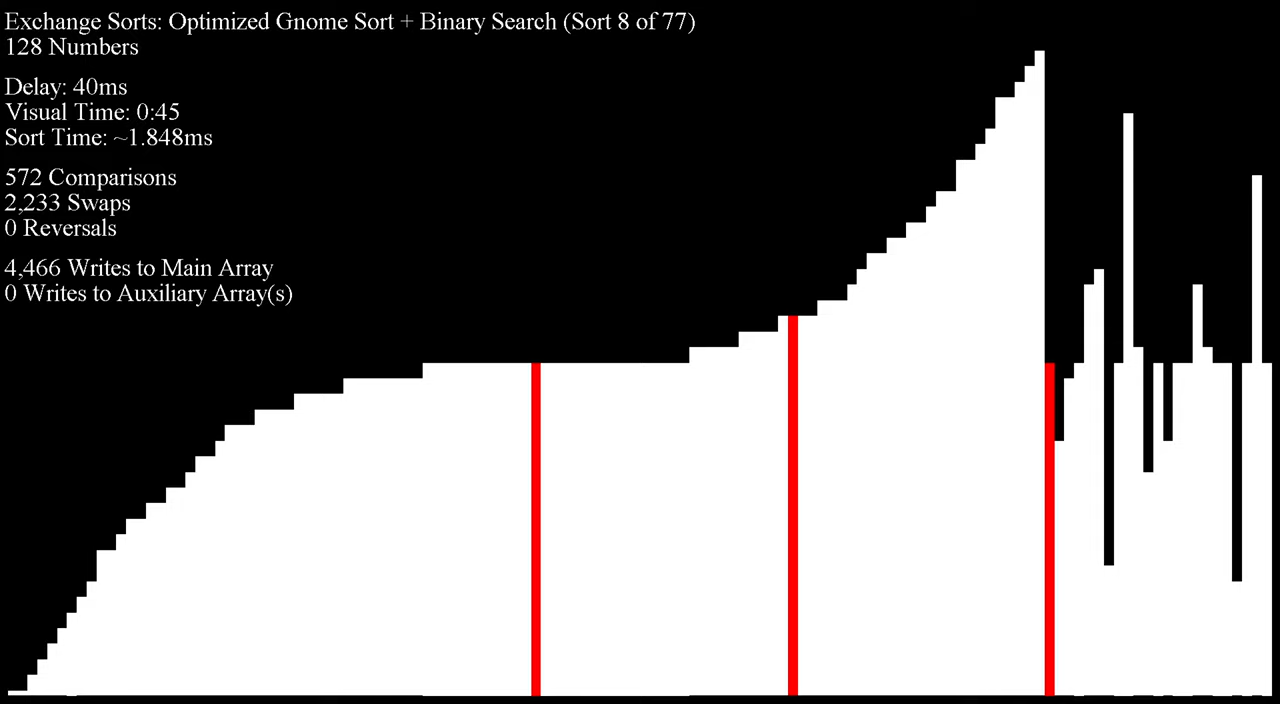 Exchange Sorts: Optimized Gnome Sort + Binary Search (Sort 8 of 77)
128 Numbers
Delay: 40ms
Visual Time: 0:45
Sort Time: ~1.848ms
572 Comparisons
2,233 Swaps
0 Reversals
4,466 Writes to Main Array
0 Writes to Auxiliary Array(s)